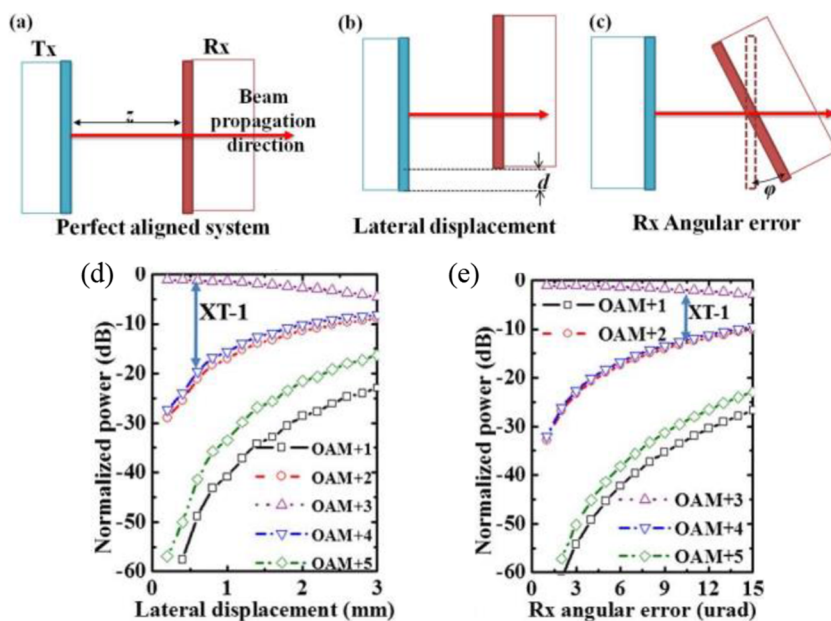 (a)
Tx
Rx
z
Beam
propagation
direction
Perfect aligned system
(b)
d
Lateral displacement
(c)
φ
Rx Angular error
(d)
0
-10
-20
-30
-40
-50
-60
Normalized power (dB)
XT-1
OAM+1
OAM+2
OAM+3
OAM+4
OAM+5
0
1
2
3
Lateral displacement (mm)
(e)
0
-10
-20
-30
-40
-50
-60
Normalized power (dB)
OAM+1
OAM+2
XT-1
OAM+3
OAM+4
OAM+5
0
3
6
9
12
15
Rx angular error (urad)